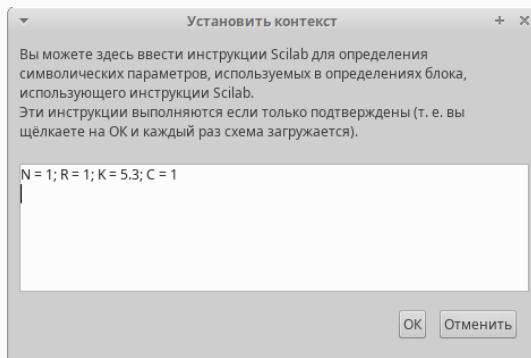 Установить контекст
Вы можете здесь ввести инструкции Scilab для определения
символических параметров, используемых в определениях блока,
использующего инструкции Scilab.
Эти инструкции выполняются если только подтверждены (т. е. вы
щёлкаете на ОК и каждый раз схема загружается).
N = 1; R = 1; K = 5.3; C = 1
ОК Отменить